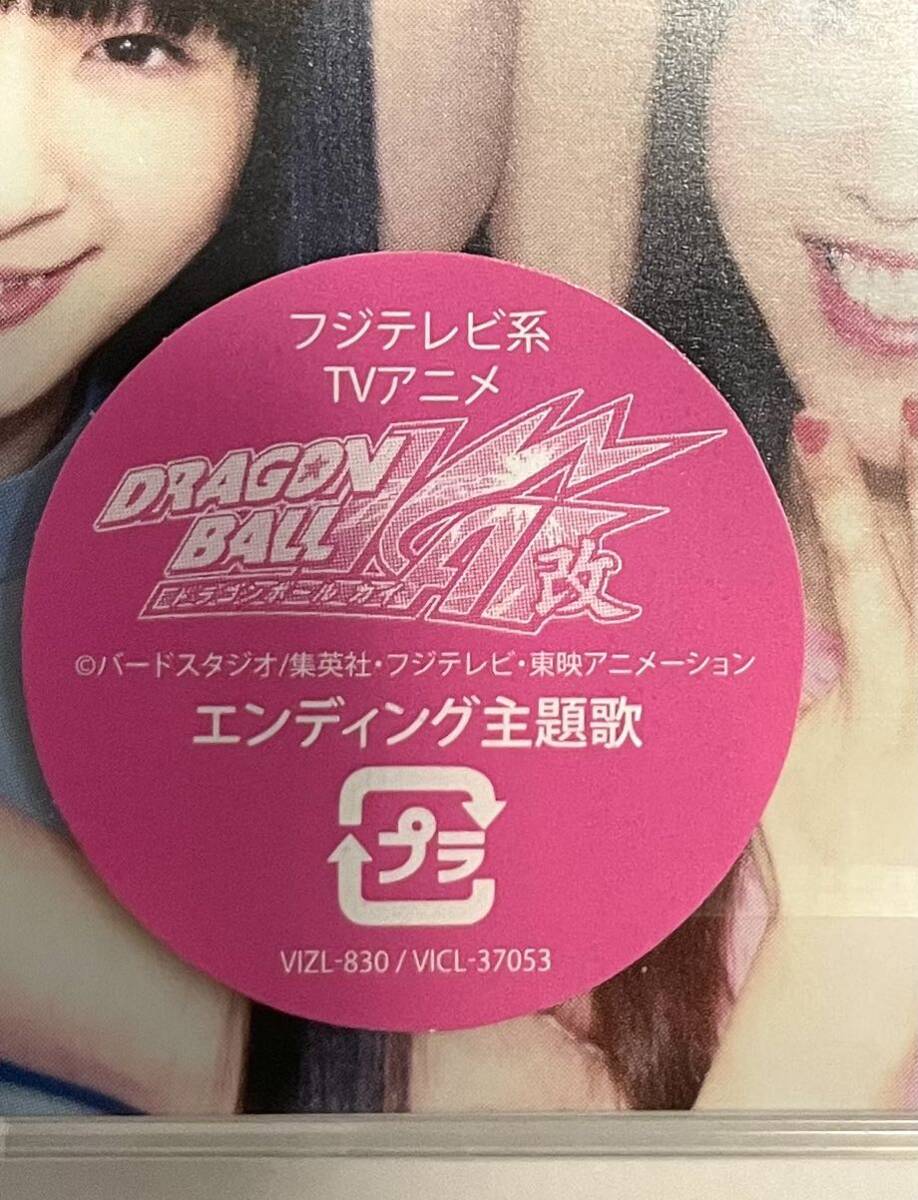 フジテレビ系
TVアニメ
DRAGON
BALL
KAI
改
ドラゴンボール カイ
©バードスタジオ/集英社・フジテレビ・東映アニメーション
エンディング主題歌
プラ
VIZL-830 / VICL-37053